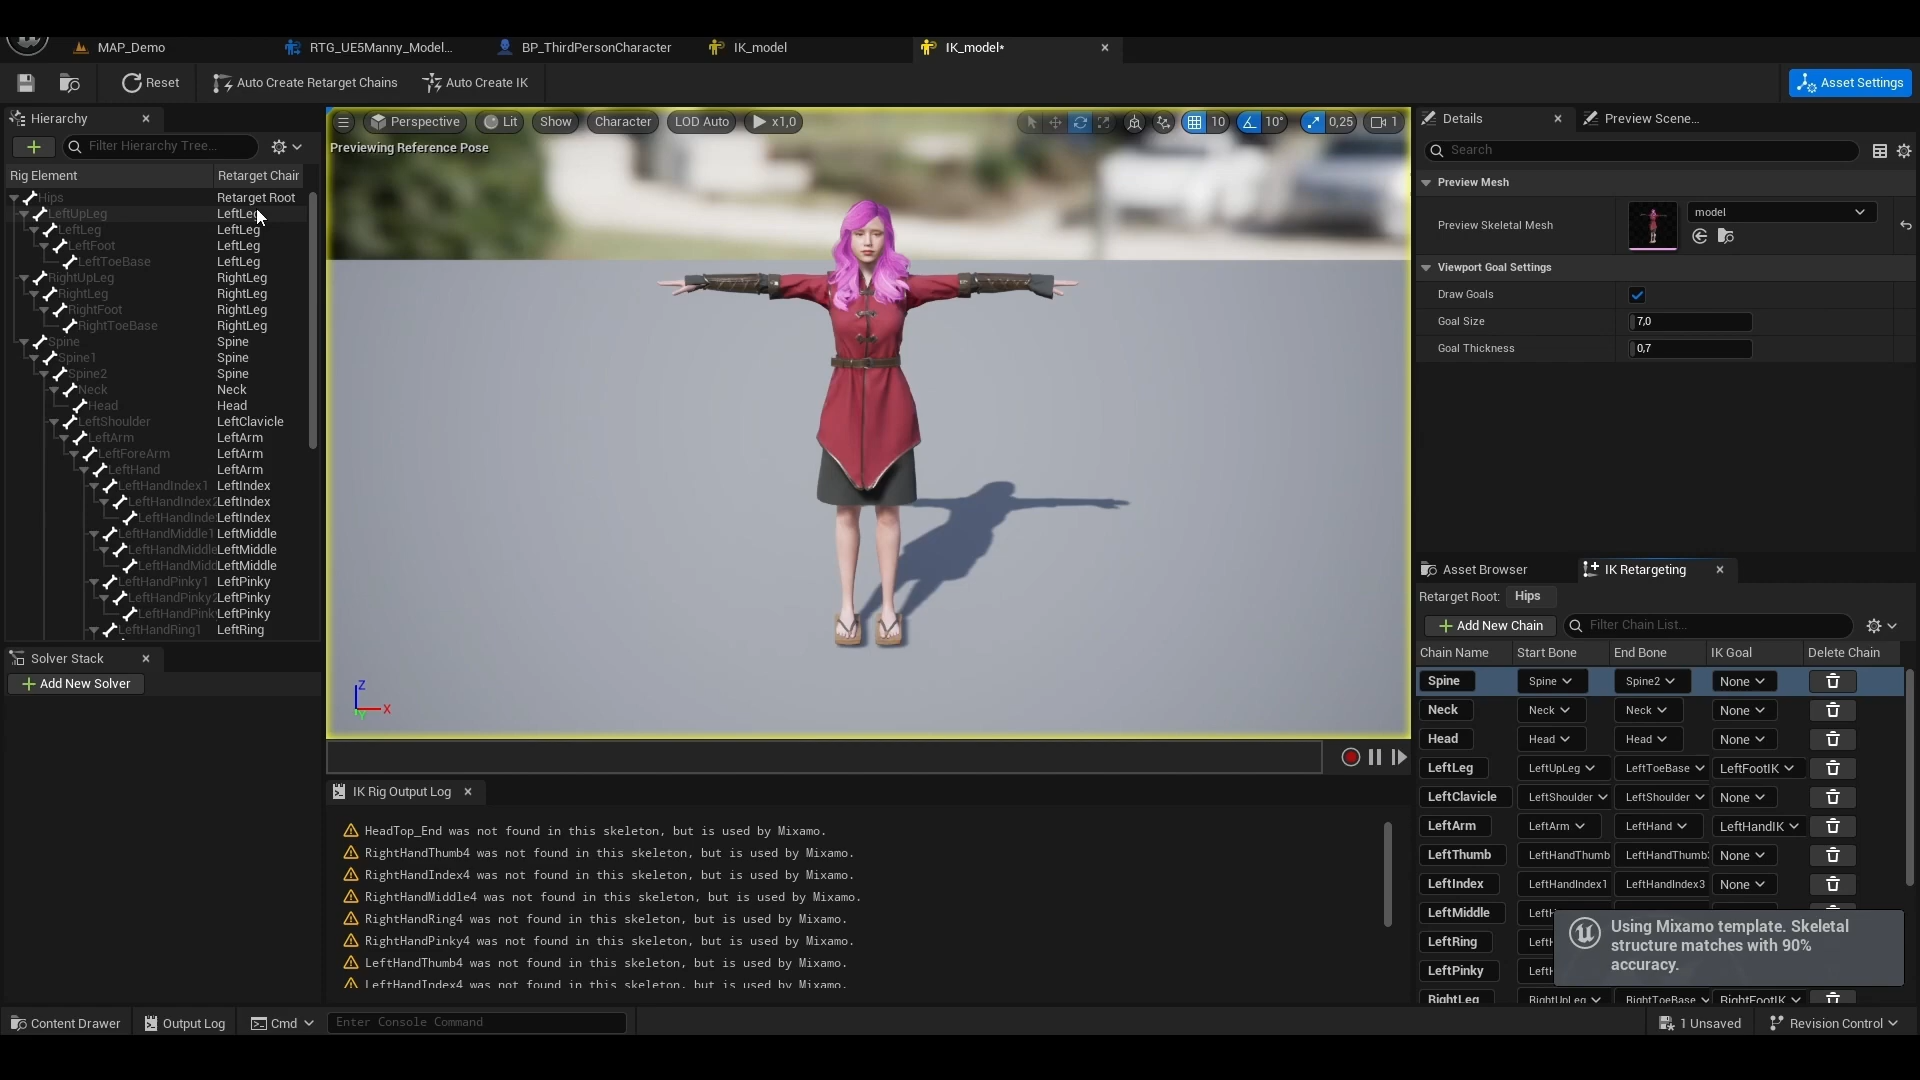 MAP_Demo
RTG_UE5Manny_Model...
BP_ThirdPersonCharacter
IK_model
IK_model*
Reset
Auto Create Retarget Chains
Auto Create IK
Asset Settings
Hierarchy
Filter Hierarchy Tree...
Rig Element
Retarget Chain
Hips Retarget Root
LeftUpLeg LeftLeg
LeftLeg LeftLeg
LeftFoot LeftLeg
LeftToeBase LeftLeg
RightUpLeg RightLeg
RightLeg RightLeg
RightFoot RightLeg
RightToeBase RightLeg
Spine Spine
Spine1 Spine
Spine2 Spine
Neck Neck
Head Head
LeftShoulder LeftClavicle
LeftArm LeftArm
LeftForeArm LeftArm
LeftHand LeftArm
LeftHandIndex1 LeftIndex
LeftHandIndex2 LeftIndex
LeftHandInde LeftIndex
LeftHandMiddle1 LeftMiddle
LeftHandMiddle LeftMiddle
LeftHandMidd LeftMiddle
LeftHandPinky1 LeftPinky
LeftHandPinky2 LeftPinky
LeftHandPink LeftPinky
LeftHandRing1 LeftRing
Solver Stack
Add New Solver
Perspective
Lit
Show
Character
LOD Auto
x1,0
10
10°
0,25
1
Previewing Reference Pose
Z
X
Y
IK Rig Output Log
HeadTop_End was not found in this skeleton, but is used by Mixamo.
RightHandThumb4 was not found in this skeleton, but is used by Mixamo.
RightHandIndex4 was not found in this skeleton, but is used by Mixamo.
RightHandMiddle4 was not found in this skeleton, but is used by Mixamo.
RightHandRing4 was not found in this skeleton, but is used by Mixamo.
RightHandPinky4 was not found in this skeleton, but is used by Mixamo.
LeftHandThumb4 was not found in this skeleton, but is used by Mixamo.
LeftHandIndex4 was not found in this skeleton, but is used by Mixamo.
Details
Preview Scene...
Search
Preview Mesh
Preview Skeletal Mesh
model
Viewport Goal Settings
Draw Goals
Goal Size 7,0
Goal Thickness 0,7
Asset Browser
IK Retargeting
Retarget Root: Hips
Add New Chain
Filter Chain List...
Chain Name Start Bone End Bone IK Goal Delete Chain
Spine Spine Spine2 None
Neck Neck Neck None
Head Head Head None
LeftLeg LeftUpLeg LeftToeBase LeftFootIK
LeftClavicle LeftShoulder LeftShoulder None
LeftArm LeftArm LeftHand LeftHandIK
LeftThumb LeftHandThumb LeftHandThumb None
LeftIndex LeftHandIndex1 LeftHandIndex3 None
LeftMiddle
LeftRing
LeftPinky
RightLeg RightUpLeg RightToeBase RightFootIK
Using Mixamo template. Skeletal
structure matches with 90%
accuracy.
Content Drawer
Output Log
Cmd
Enter Console Command
1 Unsaved
Revision Control